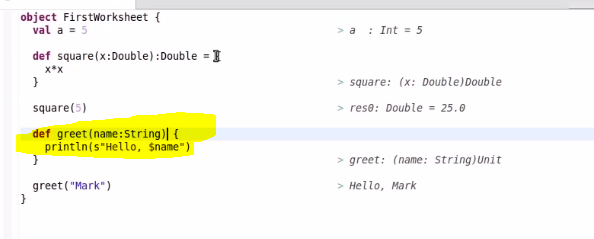 object FirstWorksheet {
val a = 5 > a : Int = 5
def square(x:Double):Double = {
x*x
} > square: (x: Double)Double
square(5) > res0: Double = 25.0
def greet(name:String) {
println(s"Hello, $name")
} > greet: (name: String)Unit
greet("Mark") > Hello, Mark
}